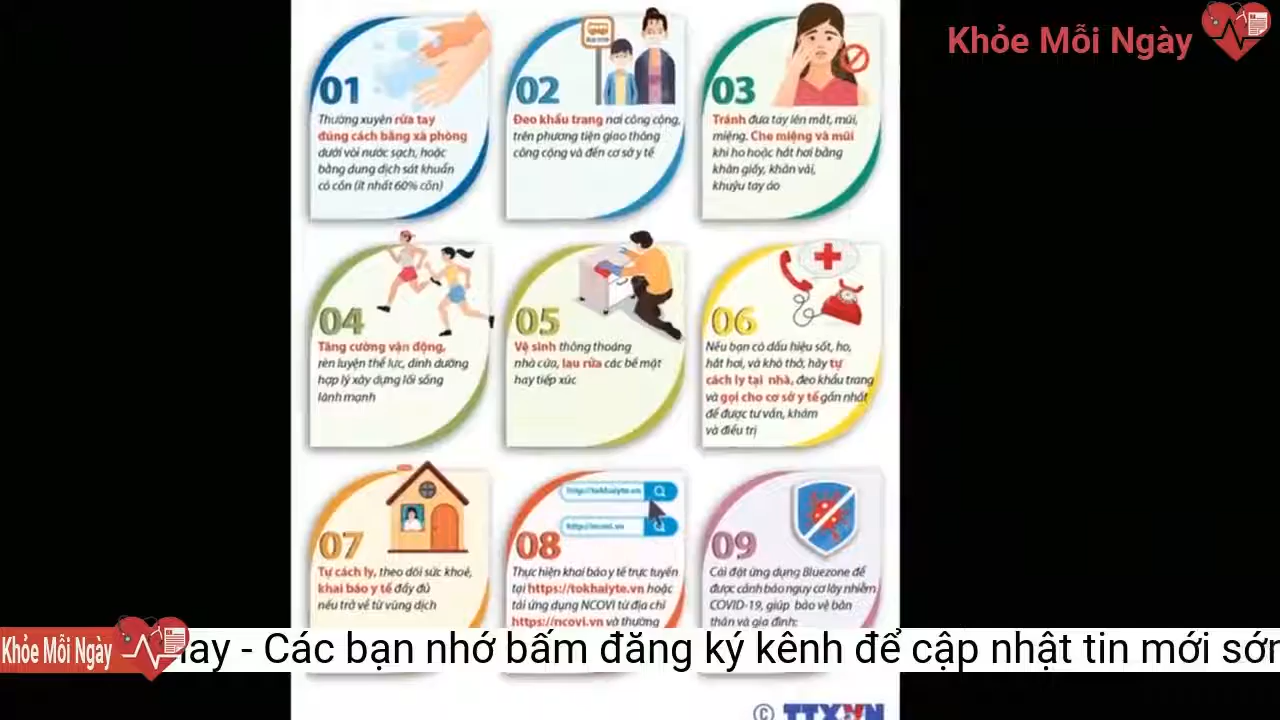 Khỏe Mỗi Ngày
01
Thường xuyên rửa tay
đúng cách bằng xà phòng
dưới vòi nước sạch, hoặc
bằng dung dịch sát khuẩn
có cồn (ít nhất 60% cồn)
02
Đeo khẩu trang nơi công cộng,
trên phương tiện giao thông
công cộng và đến cơ sở y tế
03
Tránh đưa tay lên mắt, mũi,
miệng. Che miệng và mũi
khi ho hoặc hắt hơi bằng
khăn giấy, khăn vải,
khuỷu tay áo
04
Tăng cường vận động,
rèn luyện thể lực, dinh dưỡng
hợp lý xây dựng lối sống
lành mạnh
05
Vệ sinh thông thoáng
nhà cửa, lau rửa các bề mặt
hay tiếp xúc
06
Nếu bạn có dấu hiệu sốt, ho,
hắt hơi, và khó thở, hãy tự
cách ly tại nhà, đeo khẩu trang
và gọi cho cơ sở y tế gần nhất
để được tư vấn, khám
và điều trị
07
Tự cách ly, theo dõi sức khoẻ,
khai báo y tế đầy đủ
nếu trở về từ vùng dịch
http://tokhaiyte.vn
http://ncovi.vn
08
Thực hiện khai báo y tế trực tuyến
tại https://tokhaiyte.vn hoặc
tải ứng dụng NCOVI từ địa chỉ
https://ncovi.vn và thường
09
Cài đặt ứng dụng Bluezone để
được cảnh báo nguy cơ lây nhiễm
COVID-19, giúp bảo vệ bản
thân và gia đình:
Khỏe Mỗi Ngày
- Các bạn nhớ bấm đăng ký kênh để cập nhật tin mới sớm
© TTXVN